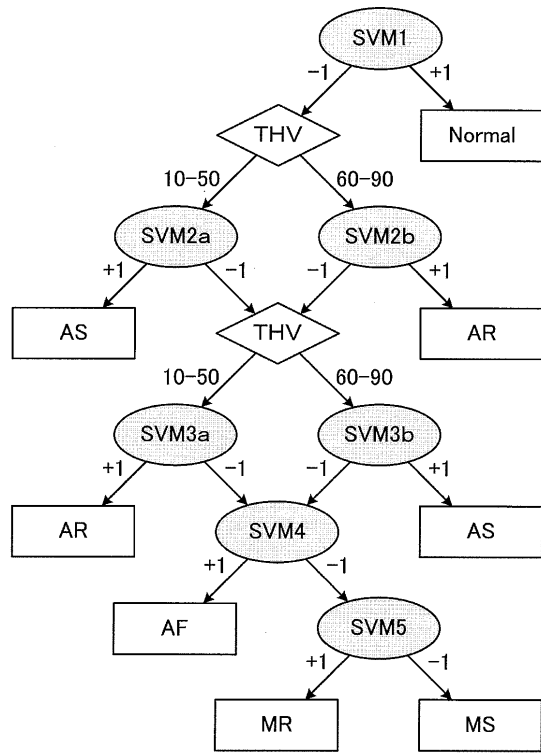 SVM1
−1
+1
THV
Normal
10−50
60−90
SVM2a
SVM2b
+1
−1
−1
+1
AS
THV
AR
10−50
60−90
SVM3a
SVM3b
+1
−1
−1
+1
AR
SVM4
AS
+1
−1
AF
SVM5
+1
−1
MR
MS